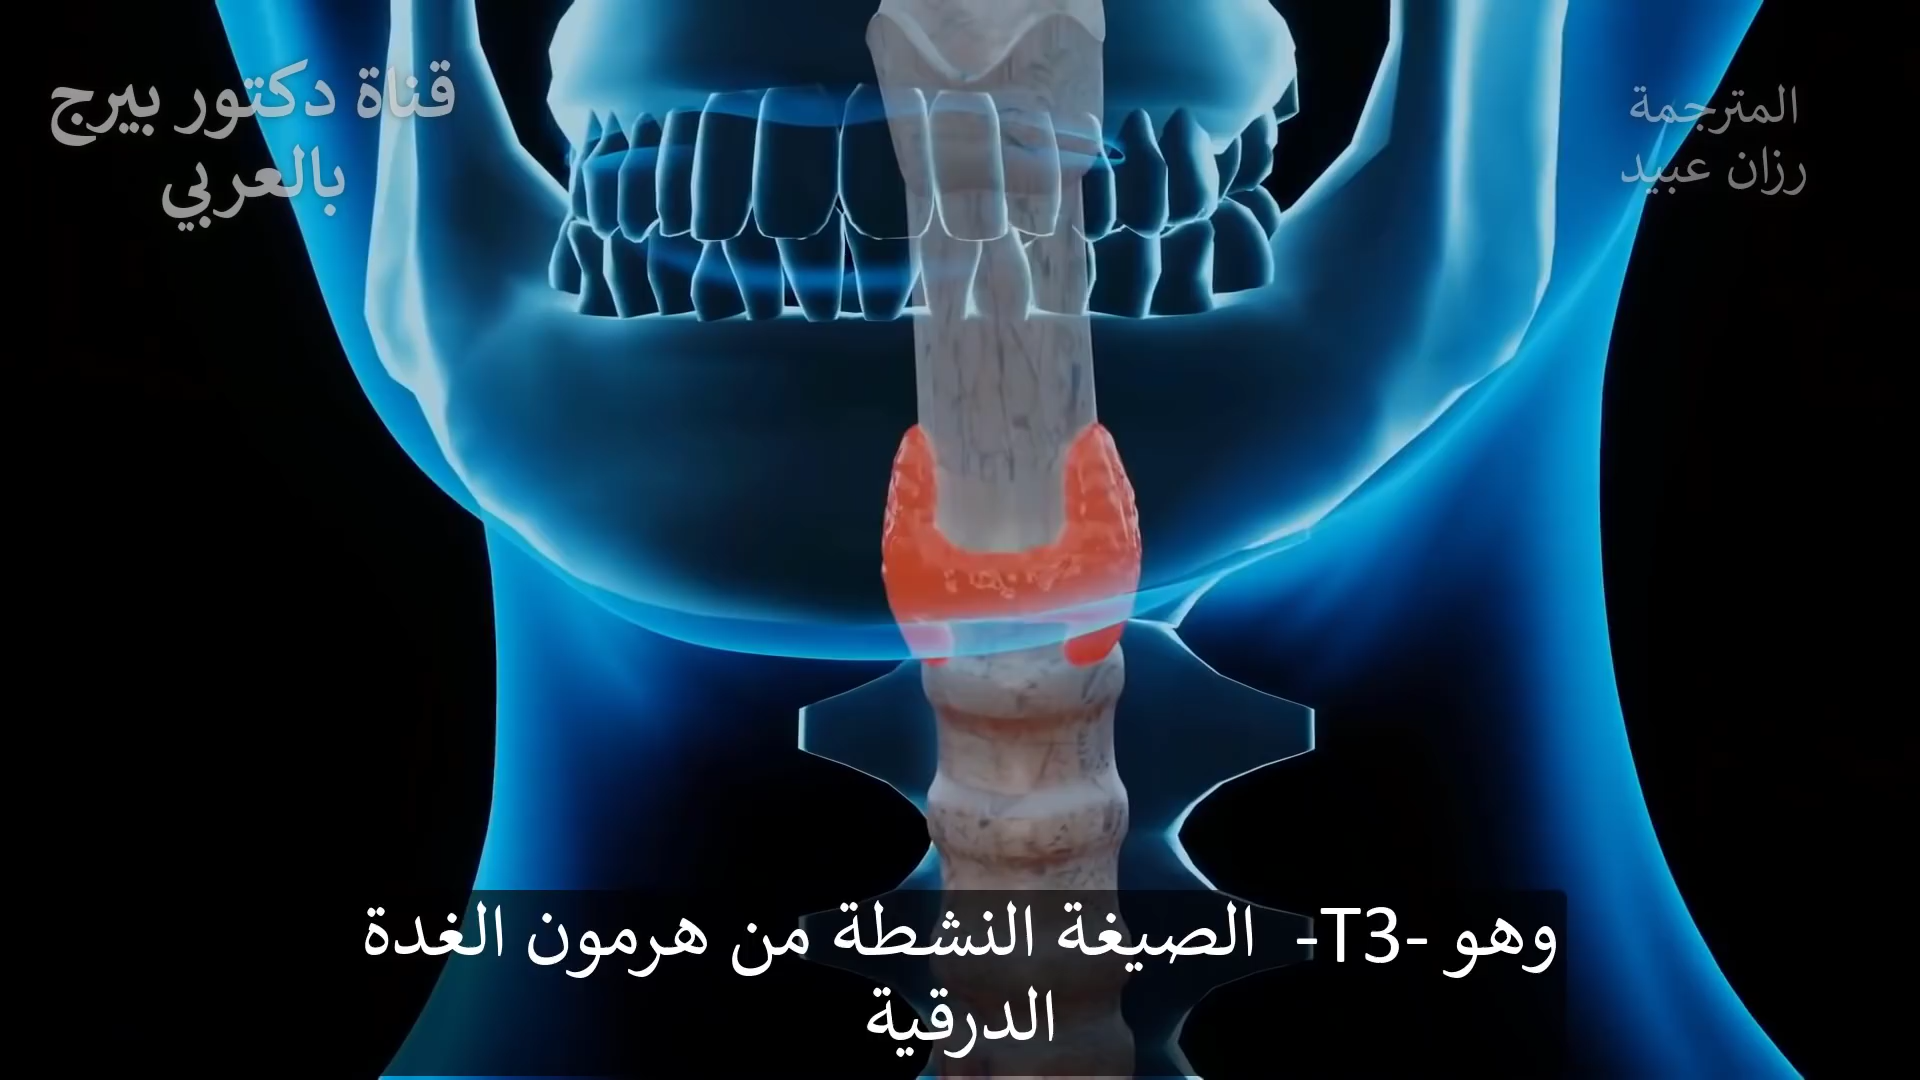 قناة دكتور بيرج
بالعربي
المترجمة
رزان عبيد
وهو -T3- الصيغة النشطة من هرمون الغدة
الدرقية